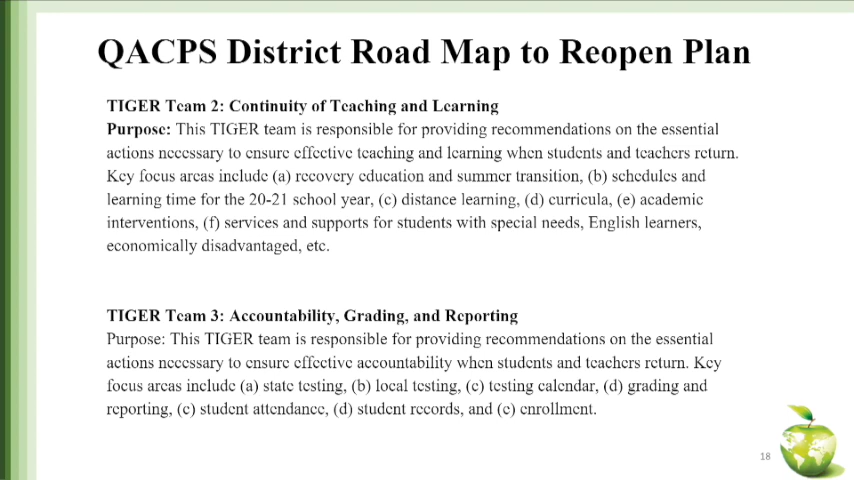 QACPS District Road Map to Reopen Plan
TIGER Team 2: Continuity of Teaching and Learning
Purpose: This TIGER team is responsible for providing recommendations on the essential
actions necessary to ensure effective teaching and learning when students and teachers return.
Key focus areas include (a) recovery education and summer transition, (b) schedules and
learning time for the 20-21 school year, (c) distance learning, (d) curricula, (e) academic
interventions, (f) services and supports for students with special needs, English learners,
economically disadvantaged, etc.
TIGER Team 3: Accountability, Grading, and Reporting
Purpose: This TIGER team is responsible for providing recommendations on the essential
actions necessary to ensure effective accountability when students and teachers return. Key
focus areas include (a) state testing, (b) local testing, (c) testing calendar, (d) grading and
reporting, (c) student attendance, (d) student records, and (e) enrollment.
18